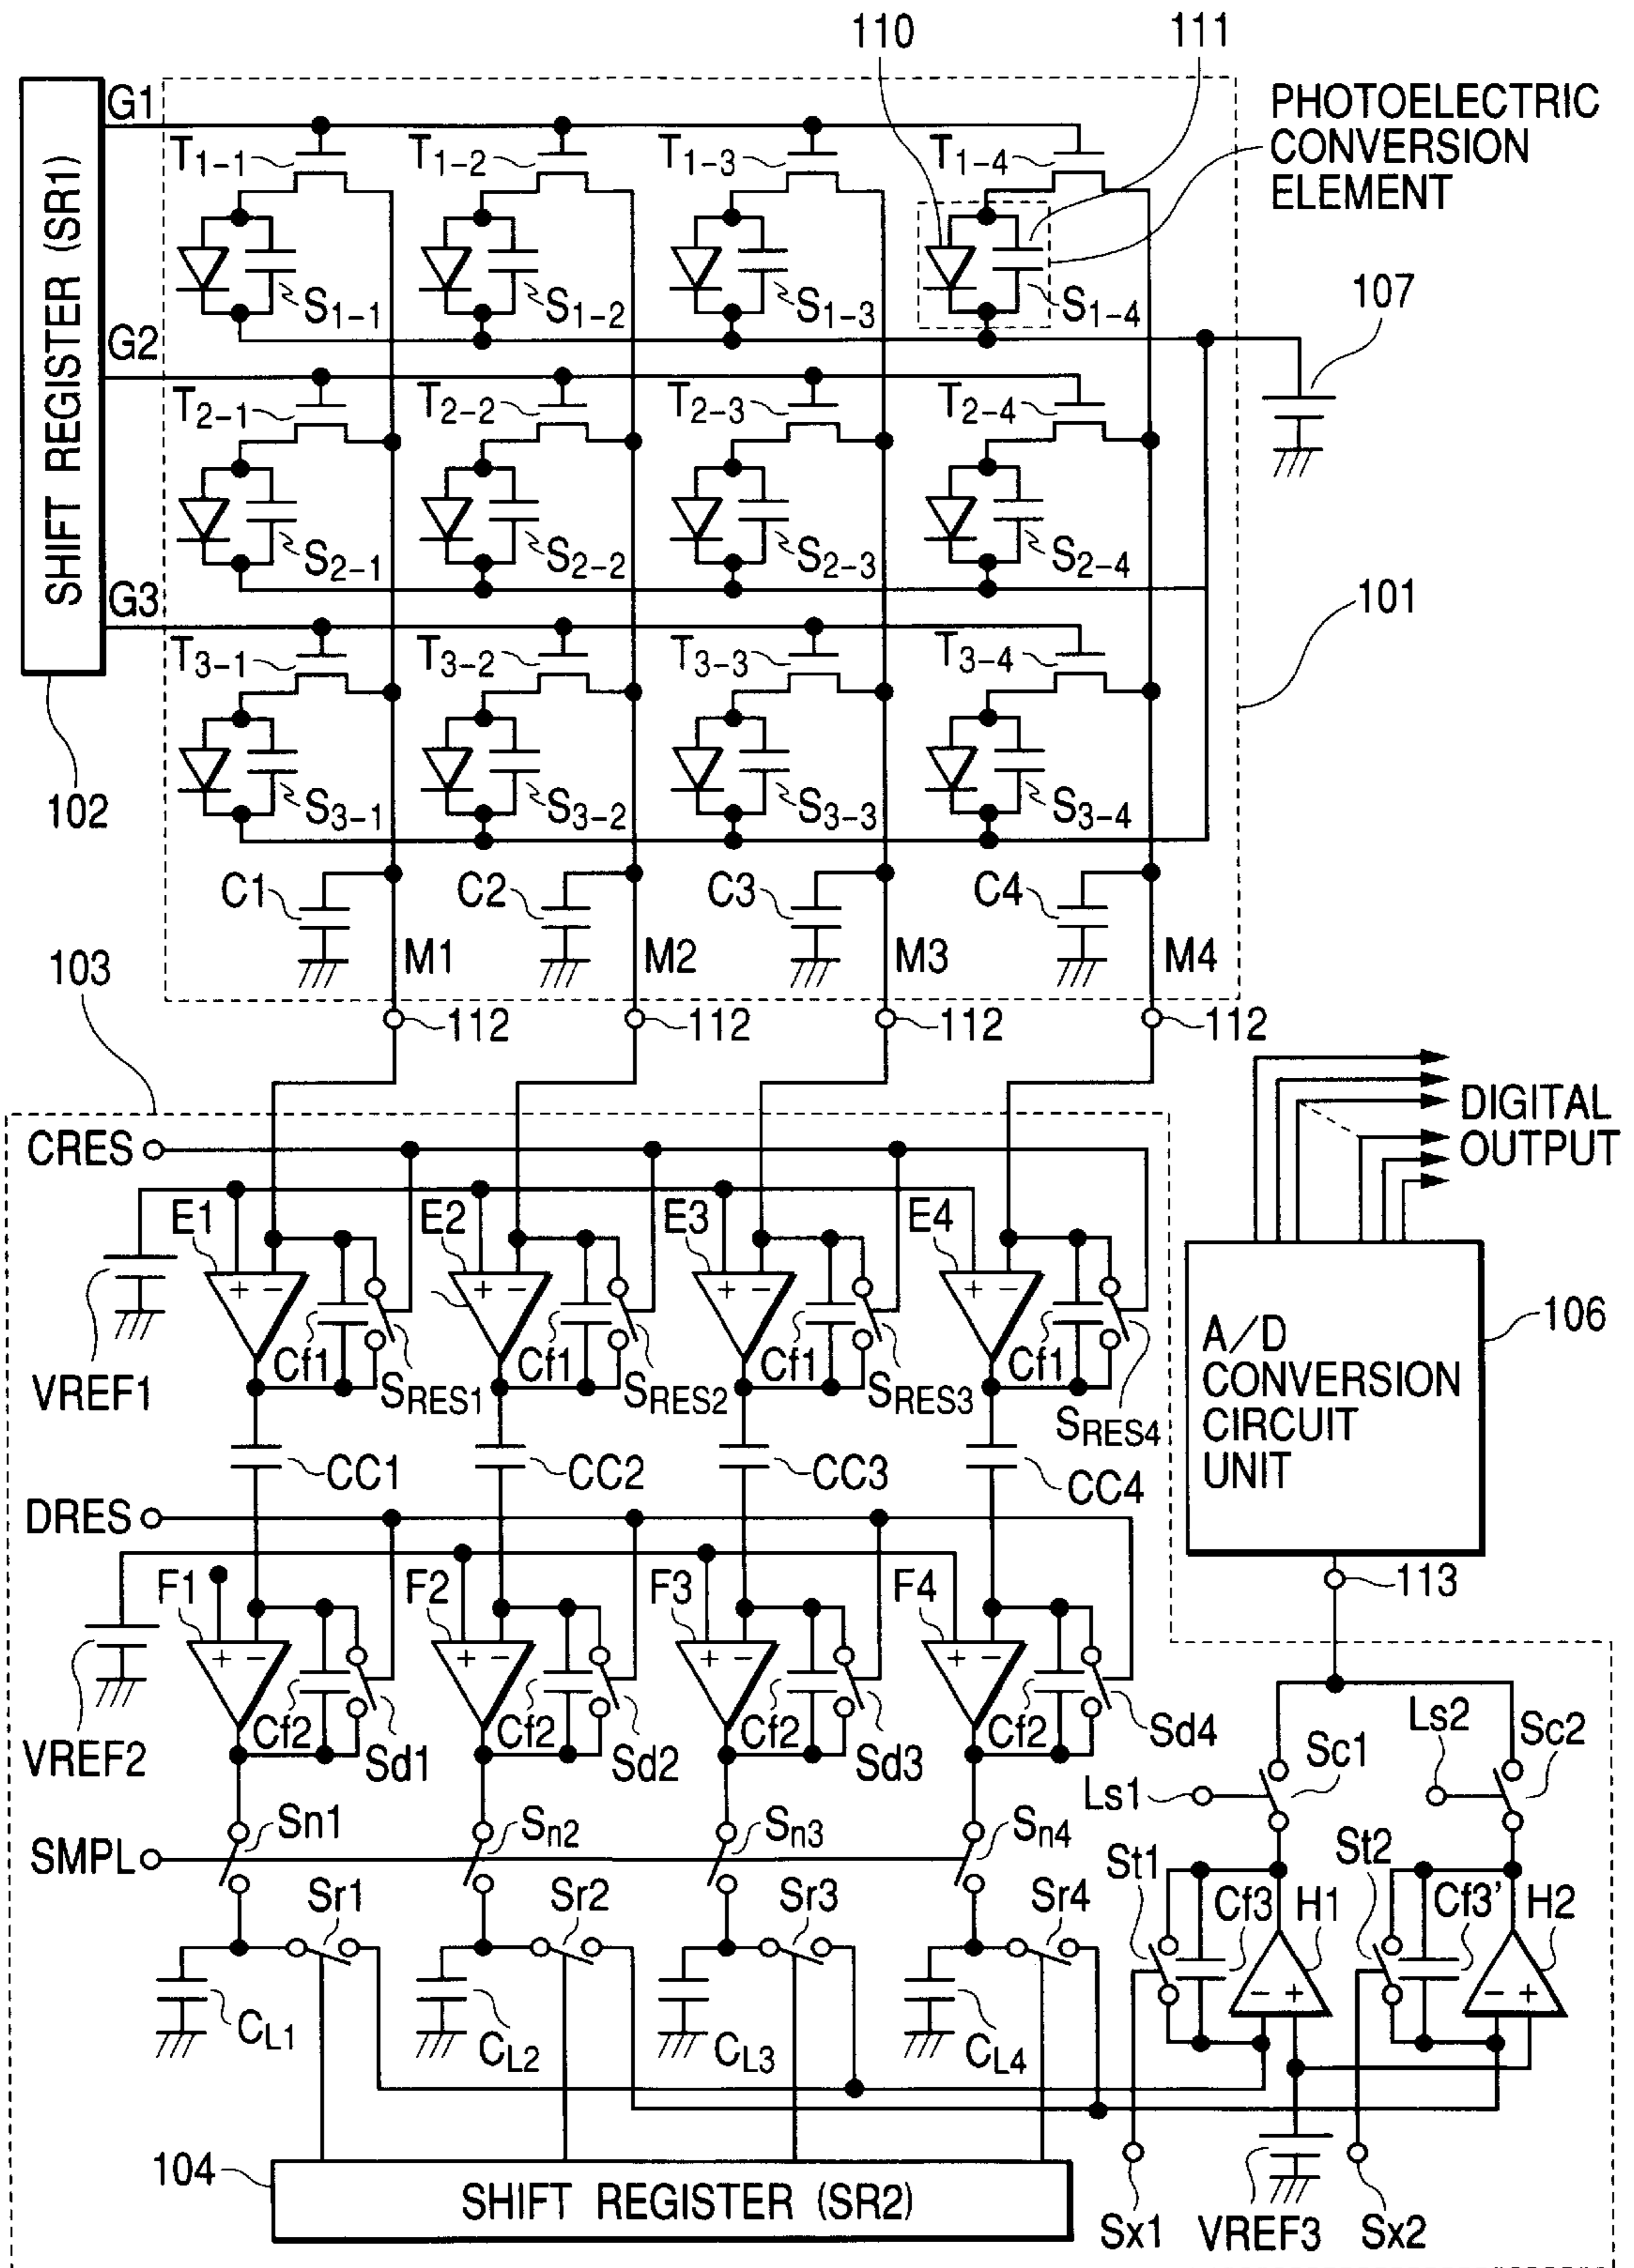 110 111
G1
PHOTOELECTRIC
CONVERSION
ELEMENT
T1-1 T1-2 T1-3 T1-4
SHIFT REGISTER (SR1)
S1-1 S1-2 S1-3 S1-4
107
G2
T2-1 T2-2 T2-3 T2-4
S2-1 S2-2 S2-3 S2-4
G3
101
T3-1 T3-2 T3-3 T3-4
102
S3-1 S3-2 S3-3 S3-4
C1 C2 C3 C4
103
M1 M2 M3 M4
112 112 112 112
DIGITAL
OUTPUT
CRES
E1 E2 E3 E4
+ − + − + − + −
VREF1
Cf1 Cf1 Cf1 Cf1
SRES1 SRES2 SRES3 SRES4
A/D
CONVERSION
CIRCUIT
UNIT
106
CC1 CC2 CC3 CC4
DRES
113
F1 F2 F3 F4
+ − + − + − + −
VREF2
Cf2 Cf2 Cf2 Cf2
Sd1 Sd2 Sd3 Sd4
Ls2 Sc2
Sc1
Ls1
Sn1 Sn2 Sn3 Sn4
SMPL
Sr1 Sr2 Sr3 Sr4
St1 St2
Cf3 H1 Cf3' H2
− + − +
CL1 CL2 CL3 CL4
104
SHIFT REGISTER (SR2)
Sx1 VREF3 Sx2